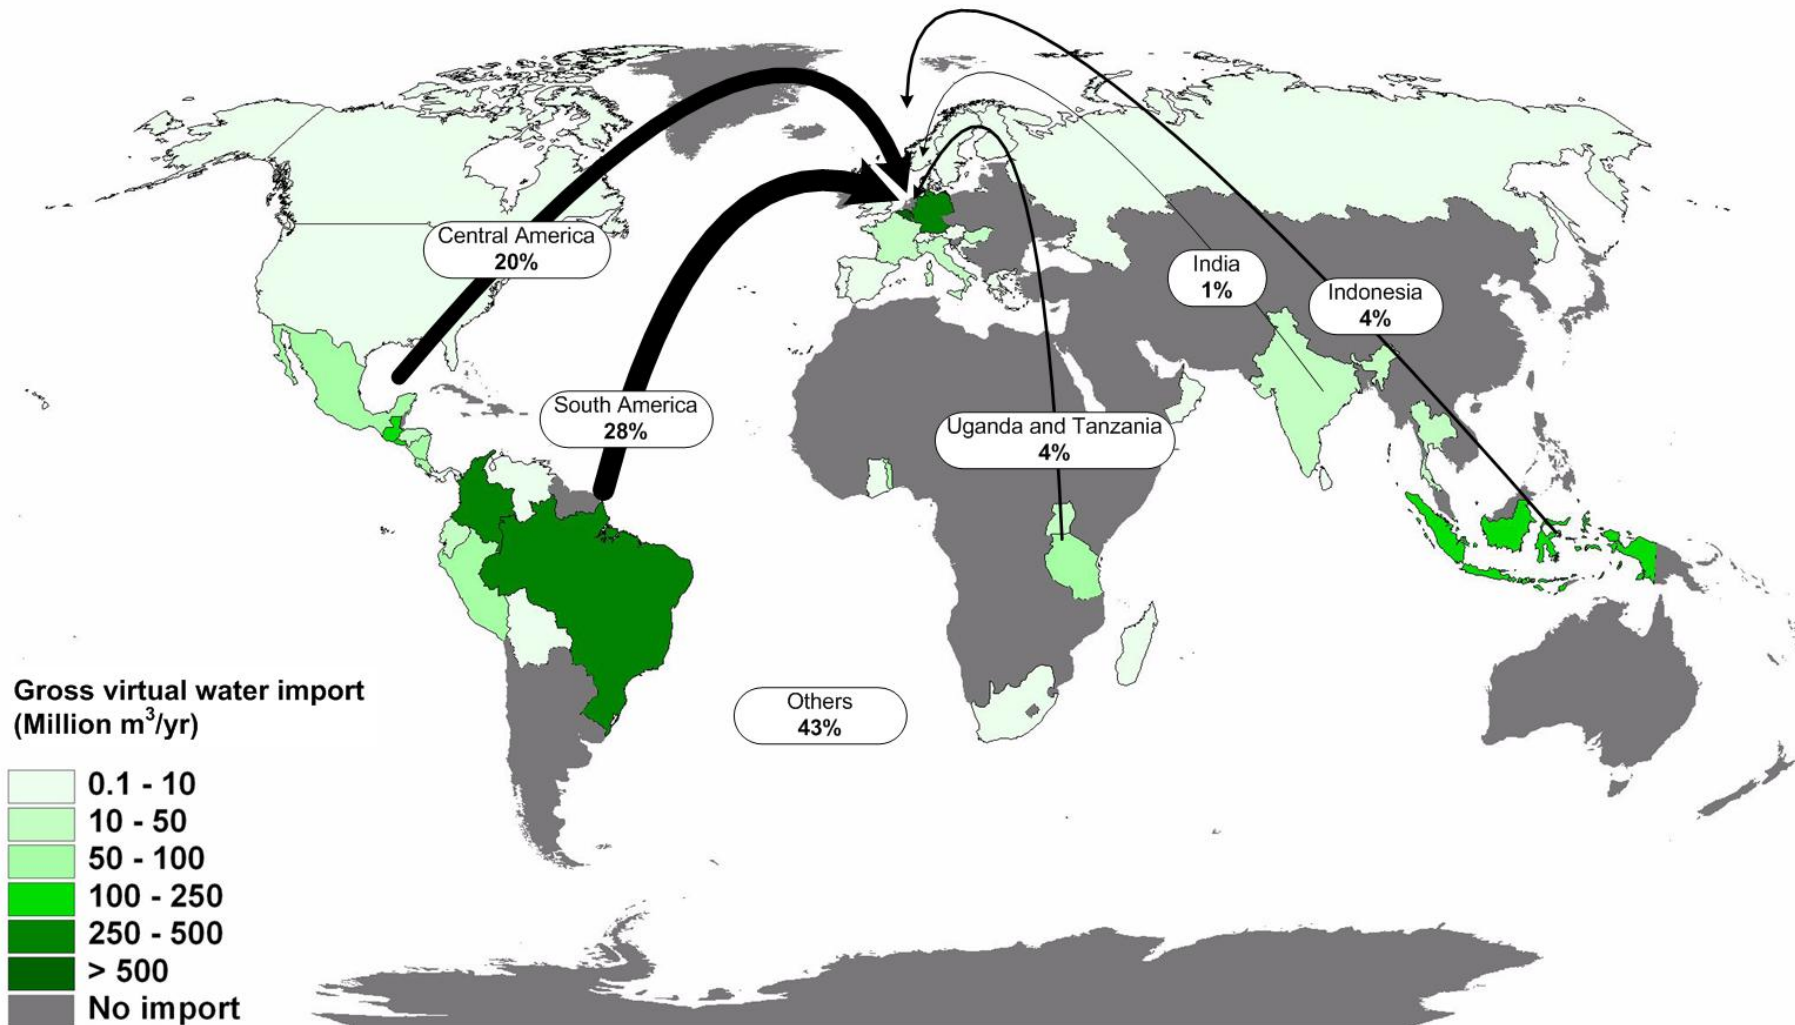 Central America
20%
India
1%
Indonesia
4%
South America
28%
Uganda and Tanzania
4%
Others
43%
Gross virtual water import
(Million m³/yr)
0.1 - 10
10 - 50
50 - 100
100 - 250
250 - 500
> 500
No import